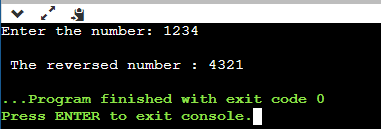 Enter the number: 1234
The reversed number : 4321
...Program finished with exit code 0
Press ENTER to exit console.